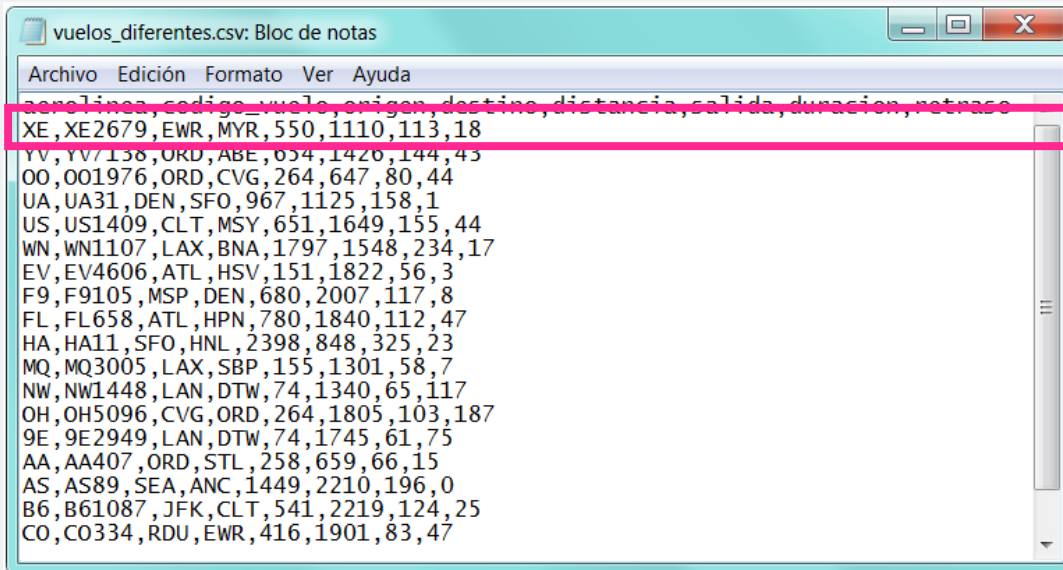 vuelos_diferentes.csv: Bloc de notas
Archivo Edición Formato Ver Ayuda
aerolinea,codigo_vuelo,origen,destino,distancia,salida,duracion,retraso
XE,XE2679,EWR,MYR,550,1110,113,18
YV,YV7138,ORD,ABE,654,1426,144,43
OO,OO1976,ORD,CVG,264,647,80,44
UA,UA31,DEN,SFO,967,1125,158,1
US,US1409,CLT,MSY,651,1649,155,44
WN,WN1107,LAX,BNA,1797,1548,234,17
EV,EV4606,ATL,HSV,151,1822,56,3
F9,F9105,MSP,DEN,680,2007,117,8
FL,FL658,ATL,HPN,780,1840,112,47
HA,HA11,SFO,HNL,2398,848,325,23
MQ,MQ3005,LAX,SBP,155,1301,58,7
NW,NW1448,LAN,DTW,74,1340,65,117
OH,OH5096,CVG,ORD,264,1805,103,187
9E,9E2949,LAN,DTW,74,1745,61,75
AA,AA407,ORD,STL,258,659,66,15
AS,AS89,SEA,ANC,1449,2210,196,0
B6,B61087,JFK,CLT,541,2219,124,25
CO,CO334,RDU,EWR,416,1901,83,47